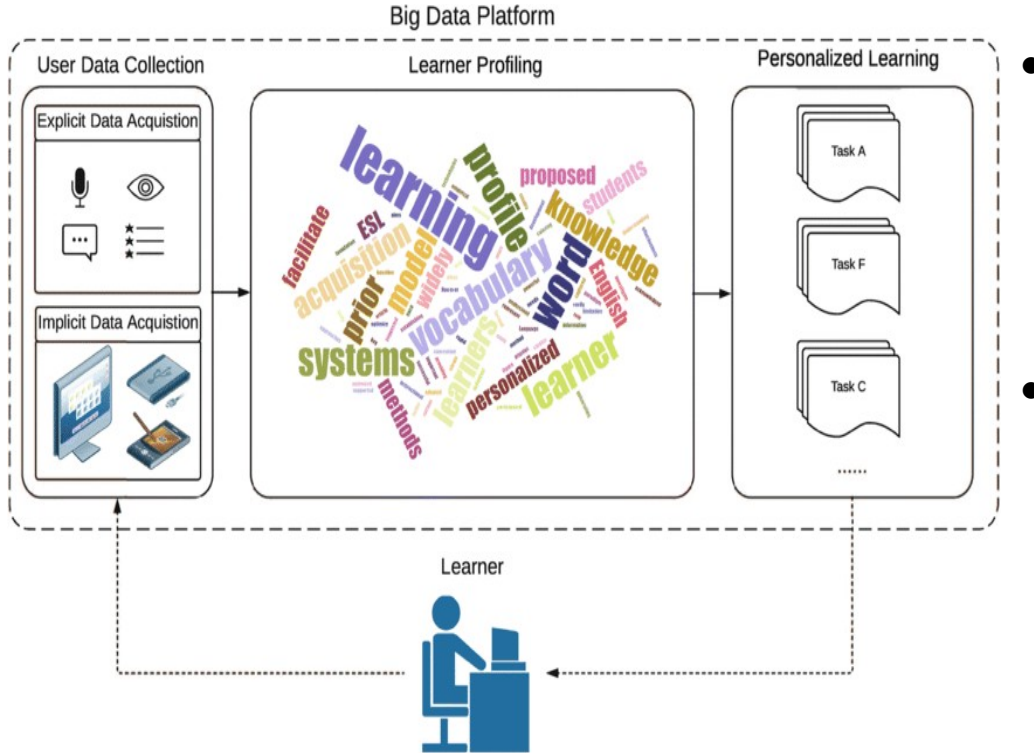 Big Data Platform
User Data Collection
Learner Profiling
Personalized Learning
Explicit Data Acquistion
Implicit Data Acquistion
learning
profile
proposed
students
knowledge
facilitate
ESL
acquisition
model
widely
prior
vocabulary
word
English
systems
learners
personalized
learner
methods
Task A
Task F
Task C
......
Learner